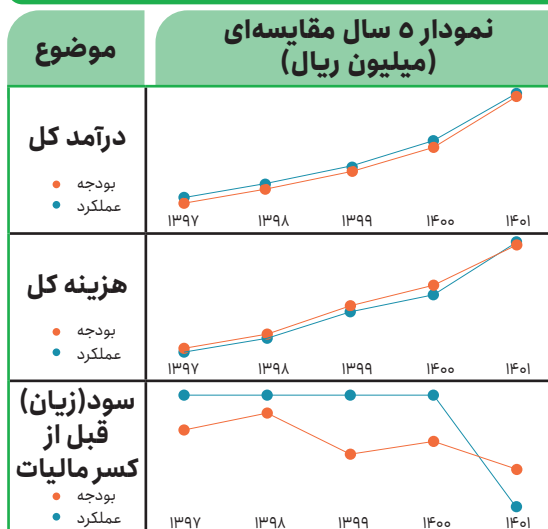 موضوع
نمودار ۵ سال مقایسه‌ای
(میلیون ریال)
درآمد کل
بودجه
عملکرد
۱۳۹۷ ۱۳۹۸ ۱۳۹۹ ۱۴۰۰ ۱۴۰۱
هزینه کل
بودجه
عملکرد
۱۳۹۷ ۱۳۹۸ ۱۳۹۹ ۱۴۰۰ ۱۴۰۱
سود(زیان)
قبل از
کسر مالیات
بودجه
عملکرد
۱۳۹۷ ۱۳۹۸ ۱۳۹۹ ۱۴۰۰ ۱۴۰۱